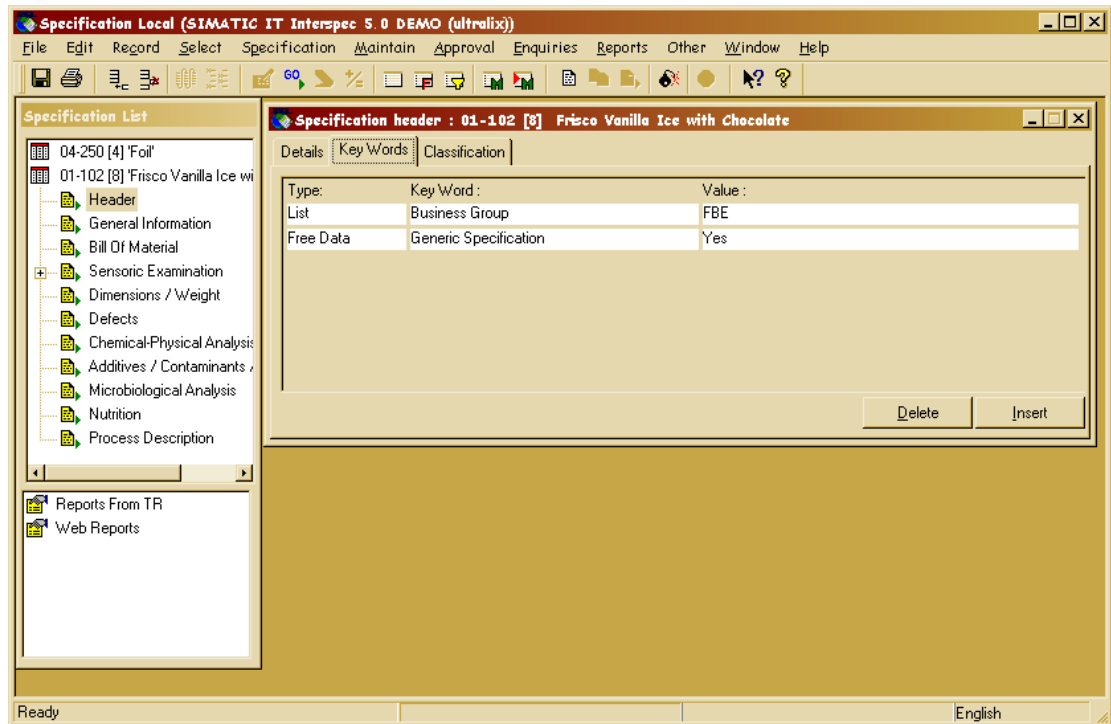 Specification Local (SIMATIC IT Interspec 5.0 DEMO (ultralix))
File Edit Record Select Specification Maintain Approval Enquiries Reports Other Window Help
GO
Specification List
04-250 [4] 'Foil'
01-102 [8] 'Frisco Vanilla Ice wi
Header
General Information
Bill Of Material
Sensoric Examination
Dimensions / Weight
Defects
Chemical-Physical Analysis
Additives / Contaminants /
Microbiological Analysis
Nutrition
Process Description
Reports From TR
Web Reports
Specification header : 01-102 [8] Frisco Vanilla Ice with Chocolate
Details Key Words Classification
Type: Key Word : Value :
List Business Group FBE
Free Data Generic Specification Yes
Delete Insert
Ready English